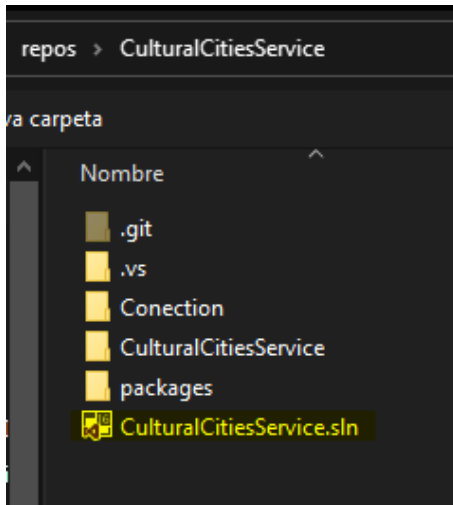 repos > CulturalCitiesService
va carpeta
Nombre
.git
.vs
Conection
CulturalCitiesService
packages
CulturalCitiesService.sln